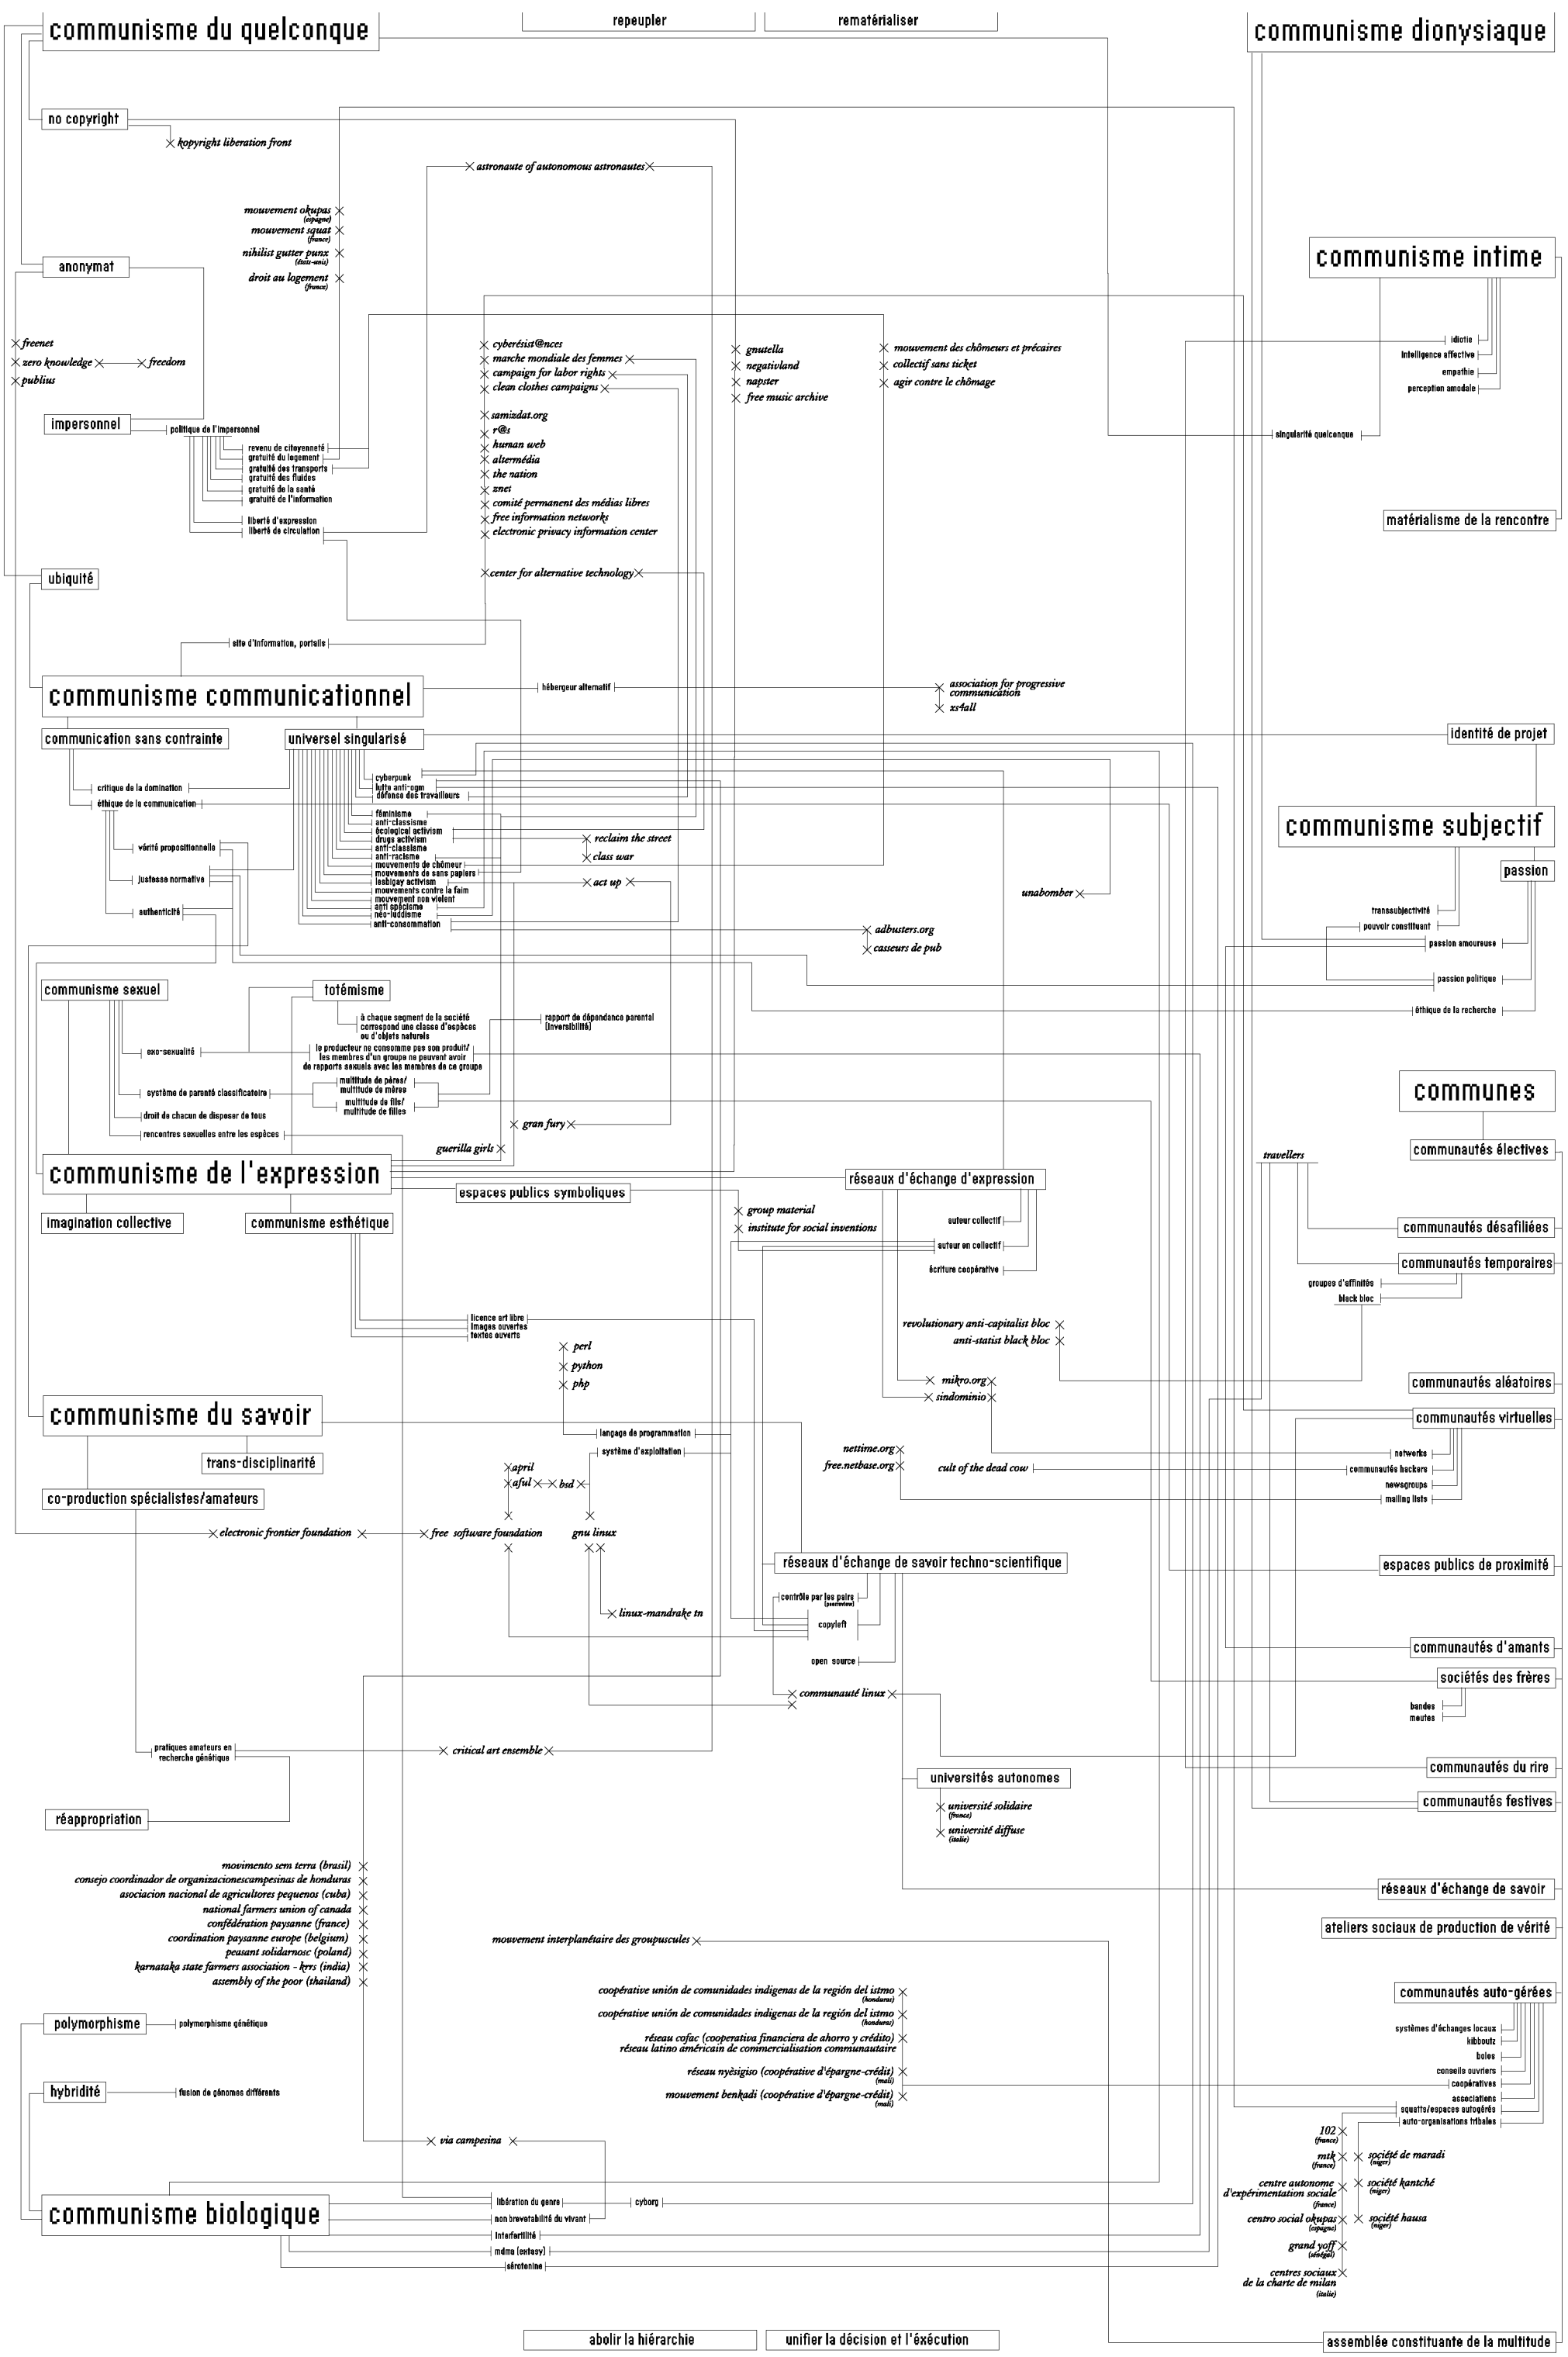 repeupler
rematérialiser
communisme du quelconque
communisme dionysiaque
no copyright
kopyright liberation front
astronaute of autonomous astronautes
mouvement okupas
(espagne)
mouvement squat
(france)
nihilist gutter punx
(états-unis)
droit au logement
(france)
anonymat
communisme intime
freenet
zero knowledge
freedom
publius
cyberésist@nces
marche mondiale des femmes
campaign for labor rights
clean clothes campaigns
samizdat.org
r@s
human web
altermédia
the nation
znet
comité permanent des médias libres
free information networks
electronic privacy information center
center for alternative technology
gnutella
negativland
napster
free music archive
mouvement des chômeurs et précaires
collectif sans ticket
agir contre le chômage
idiotie
intelligence affective
empathie
perception amodale
singularité quelconque
impersonnel
politique de l'impersonnel
revenu de citoyenneté
gratuité du logement
gratuité des transports
gratuité des fluides
gratuité de la santé
gratuité de l'information
liberté d'expression
liberté de circulation
matérialisme de la rencontre
ubiquité
site d'information, portails
communisme communicationnel
hébergeur alternatif
association for progressive
communication
xs4all
communication sans contrainte
universel singularisé
identité de projet
critique de la domination
éthique de la communication
cyberpunk
lutte anti-ogm
défense des travailleurs
féminisme
anti-classisme
écological activism
drugs activism
anti-classisme
anti-racisme
mouvements de chômeur
mouvements de sans papiers
lesbigay activism
mouvements contre la faim
mouvement non violent
anti spécisme
néo-luddisme
anti-consommation
reclaim the street
class war
act up
unabomber
adbusters.org
casseurs de pub
vérité propositionnelle
justesse normative
authenticité
communisme subjectif
passion
transsubjectivité
pouvoir constituant
passion amoureuse
passion politique
éthique de la recherche
communisme sexuel
totémisme
à chaque segment de la société
correspond une classe d'espèces
ou d'objets naturels
rapport de dépendance parental
(inversibilité)
exo-sexualité
le producteur ne consomme pas son produit/
les membres d'un groupe ne peuvent avoir
de rapports sexuels avec les membres de ce groupe
système de parenté classificatoire
multitude de pères/
multitude de mères
multitude de fils/
multitude de filles
droit de chacun de disposer de tous
rencontres sexuelles entre les espèces
gran fury
guerilla girls
communes
communautés électives
travellers
communisme de l'expression
espaces publics symboliques
réseaux d'échange d'expression
imagination collective
communisme esthétique
group material
institute for social inventions
auteur collectif
auteur en collectif
écriture coopérative
communautés désafiliées
communautés temporaires
groupes d'affinités
black bloc
licence art libre
images ouvertes
textes ouverts
perl
python
php
revolutionary anti-capitalist bloc
anti-statist black bloc
mikro.org
sindominio
communautés aléatoires
communautés virtuelles
communisme du savoir
trans-disciplinarité
langage de programmation
système d'exploitation
nettime.org
free.netbase.org
cult of the dead cow
networks
communautés hackers
newsgroups
mailing lists
april
aful
bsd
co-production spécialistes/amateurs
electronic frontier foundation
free software foundation
gnu linux
réseaux d'échange de savoir techno-scientifique
espaces publics de proximité
contrôle par les pairs
(peerreview)
copyleft
linux-mandrake tn
open source
communautés d'amants
sociétés des frères
bandes
meutes
communauté linux
pratiques amateurs en
recherche génétique
critical art ensemble
communautés du rire
universités autonomes
communautés festives
université solidaire
(france)
université diffuse
(italie)
réappropriation
movimento sem terra (brasil)
consejo coordinador de organizacionescampesinas de honduras
asociacion nacional de agricultores pequenos (cuba)
national farmers union of canada
confédération paysanne (france)
coordination paysanne europe (belgium)
peasant solidarnosc (poland)
karnataka state farmers association - krrs (india)
assembly of the poor (thailand)
réseaux d'échange de savoir
ateliers sociaux de production de vérité
mouvement interplanétaire des groupuscules
coopérative unión de comunidades indigenas de la región del istmo
(honduras)
coopérative unión de comunidades indigenas de la región del istmo
(honduras)
réseau cofac (cooperativa financiera de ahorro y crédito)
réseau latino américain de commercialisation communautaire
réseau nyèsigiso (coopérative d'épargne-crédit)
(mali)
mouvement benkadi (coopérative d'épargne-crédit)
(mali)
communautés auto-gérées
systèmes d'échanges locaux
kibboutz
boles
conseils ouvriers
coopératives
associations
squatts/espaces autogérés
auto-organisations tribales
polymorphisme
polymorphisme génétique
hybridité
fusion de génomes différents
via campesina
102
(france)
mtk
(france)
centre autonome
d'expérimentation sociale
(france)
centro social okupas
(espagne)
grand yoff
(sénégal)
centres sociaux
de la charte de milan
(italie)
société de maradi
(niger)
société kantché
(niger)
société hausa
(niger)
communisme biologique
libération du genre
cyborg
non brevetabilité du vivant
interfertilité
mdma (extasy)
sérotonine
abolir la hiérarchie
unifier la décision et l'éxécution
assemblée constituante de la multitude